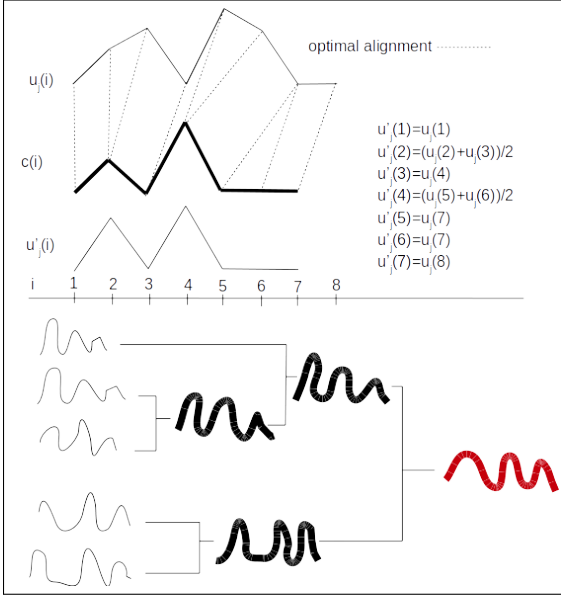 optimal alignment
u_j(i)
c(i)
u'_j(i)
u'_j(1)=u_j(1)
u'_j(2)=(u_j(2)+u_j(3))/2
u'_j(3)=u_j(4)
u'_j(4)=(u_j(5)+u_j(6))/2
u'_j(5)=u_j(7)
u'_j(6)=u_j(7)
u'_j(7)=u_j(8)
i 1 2 3 4 5 6 7 8